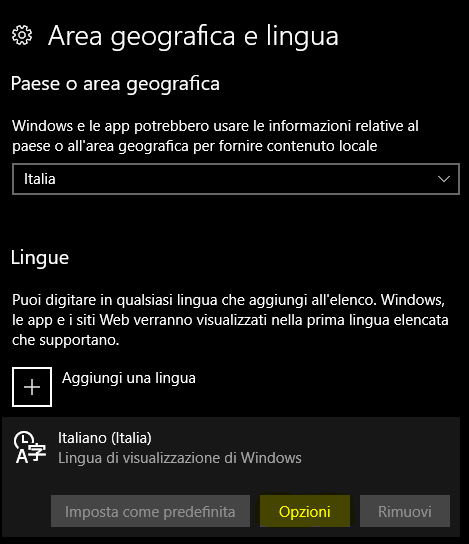 Area geografica e lingua
Paese o area geografica
Windows e le app potrebbero usare le informazioni relative al
paese o all'area geografica per fornire contenuto locale
Italia
Lingue
Puoi digitare in qualsiasi lingua che aggiungi all'elenco. Windows,
le app e i siti Web verranno visualizzati nella prima lingua elencata
che supportano.
Aggiungi una lingua
Italiano (Italia)
Lingua di visualizzazione di Windows
Imposta come predefinita Opzioni Rimuovi